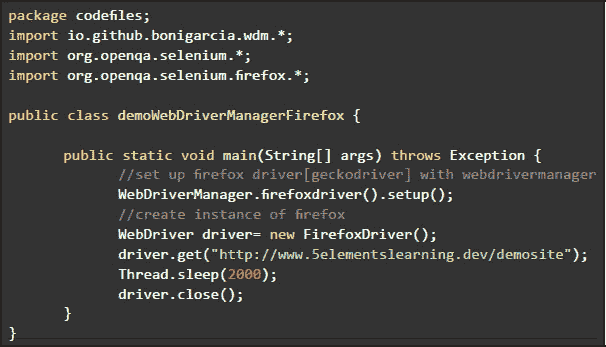 package codefiles;
import io.github.bonigarcia.wdm.*;
import org.openqa.selenium.*;
import org.openqa.selenium.firefox.*;

public class demoWebDriverManagerFirefox {

public static void main(String[] args) throws Exception {
//set up firefox driver[geckodriver] with webdrivermanager
WebDriverManager.firefoxdriver().setup();
//create instance of firefox
WebDriver driver= new FirefoxDriver();
driver.get("http://www.5elementslearning.dev/demosite");
Thread.sleep(2000);
driver.close();
}
}